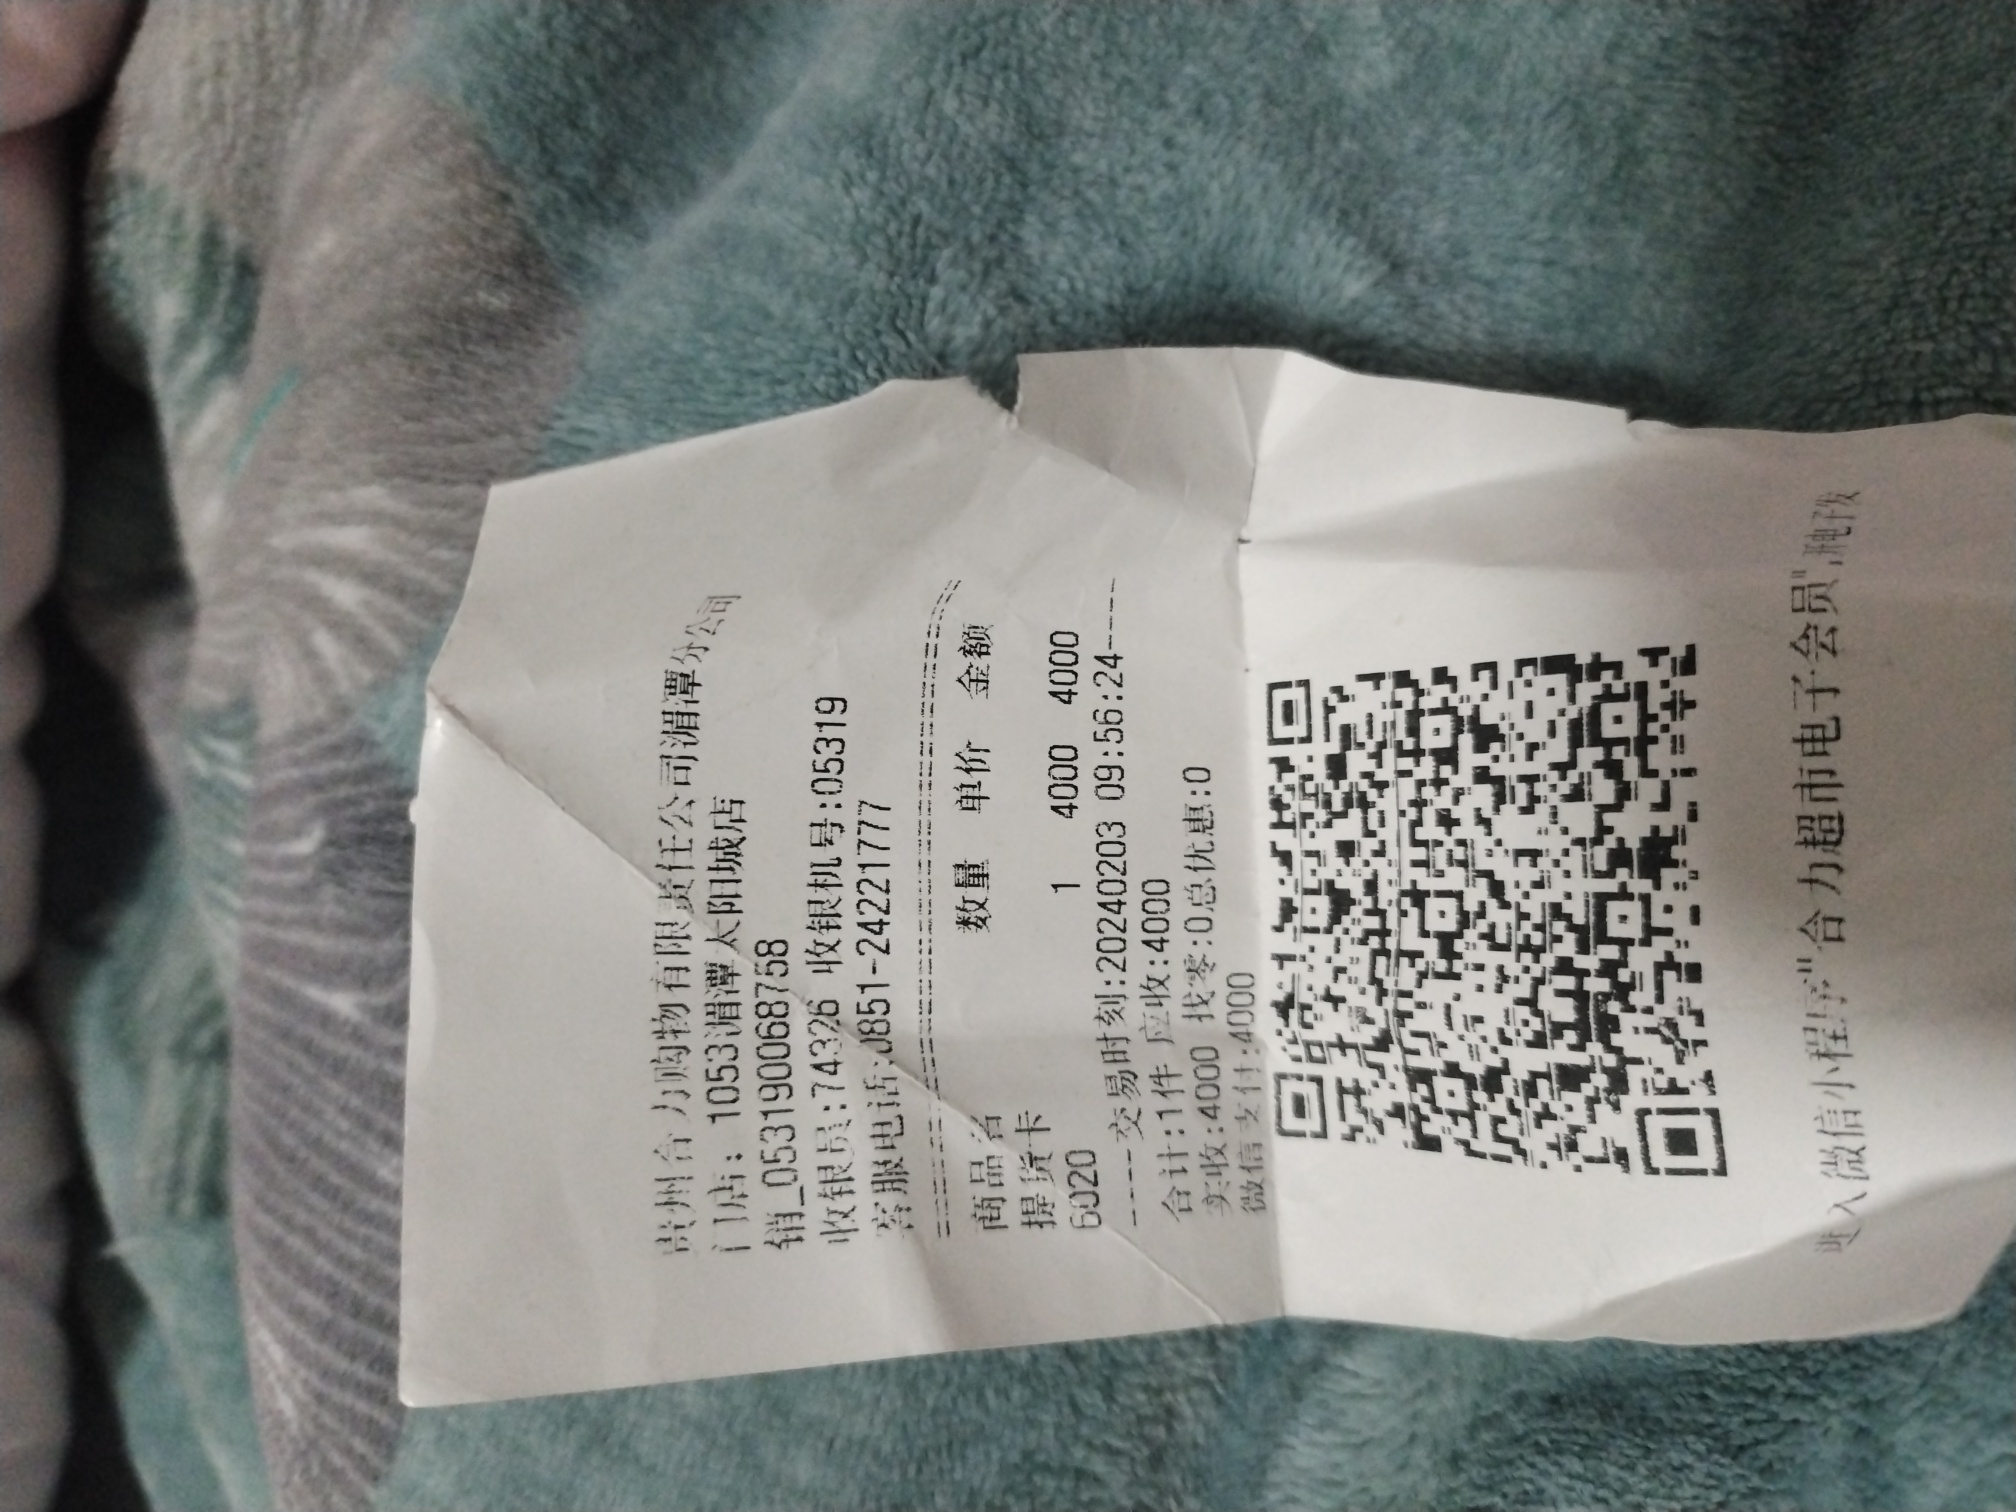 贵州合力购物有限责任公司湄潭分公司
门店: 1053湄潭太阳城店
销_053190068758
收银员:74326 收银机号:05319
客服电话:0851-24221777
================================
商品名 数量 单价 金额
提货卡
6020 1 4000 4000
----交易时刻:20240203 09:56:24----
合计:1件 应收:4000
实收:4000 找零:0总优惠:0
微信支付:4000
进入微信小程序"合力超市电子会员",